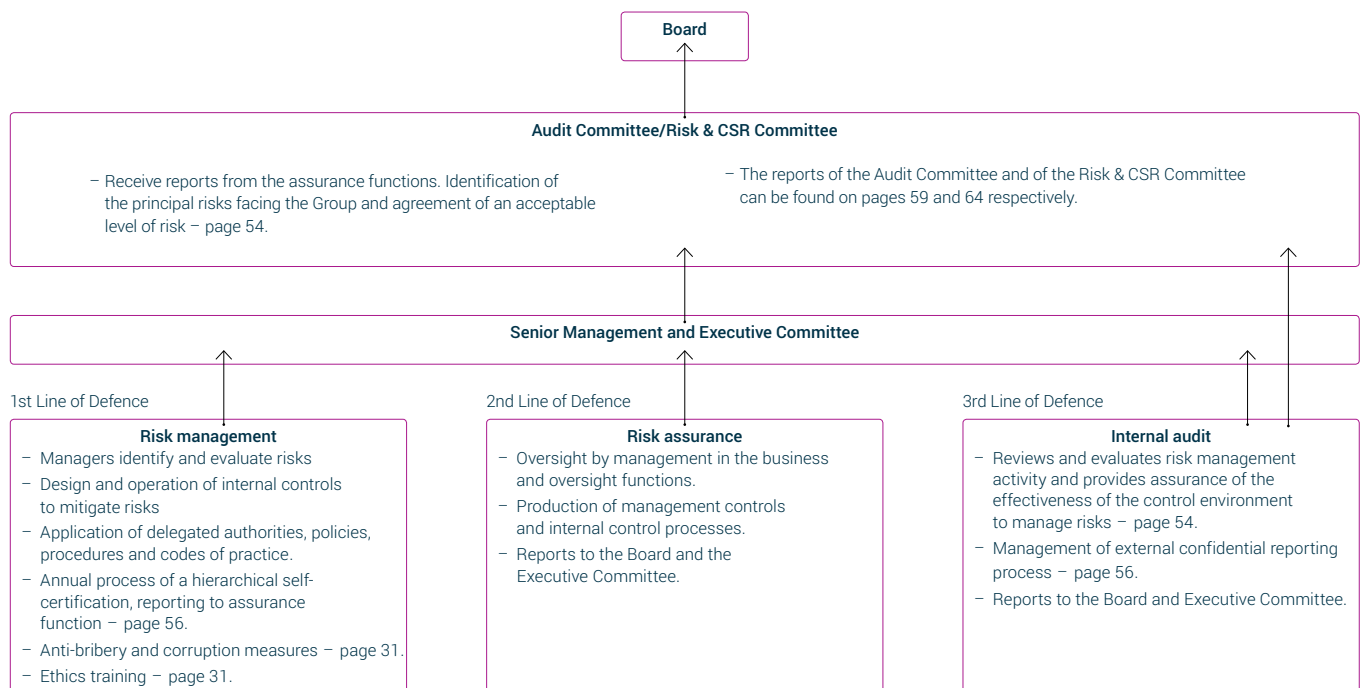 Board
Audit Committee/Risk & CSR Committee
– Receive reports from the assurance functions. Identification of
the principal risks facing the Group and agreement of an acceptable
level of risk – page 54.
– The reports of the Audit Committee and of the Risk & CSR Committee
can be found on pages 59 and 64 respectively.
Senior Management and Executive Committee
1st Line of Defence
Risk management
– Managers identify and evaluate risks
– Design and operation of internal controls
to mitigate risks
– Application of delegated authorities, policies,
procedures and codes of practice.
– Annual process of a hierarchical self-
certification, reporting to assurance
function – page 56.
– Anti-bribery and corruption measures – page 31.
– Ethics training – page 31.
2nd Line of Defence
Risk assurance
– Oversight by management in the business
and oversight functions.
– Production of management controls
and internal control processes.
– Reports to the Board and the
Executive Committee.
3rd Line of Defence
Internal audit
– Reviews and evaluates risk management
activity and provides assurance of the
effectiveness of the control environment
to manage risks – page 54.
– Management of external confidential reporting
process – page 56.
– Reports to the Board and Executive Committee.